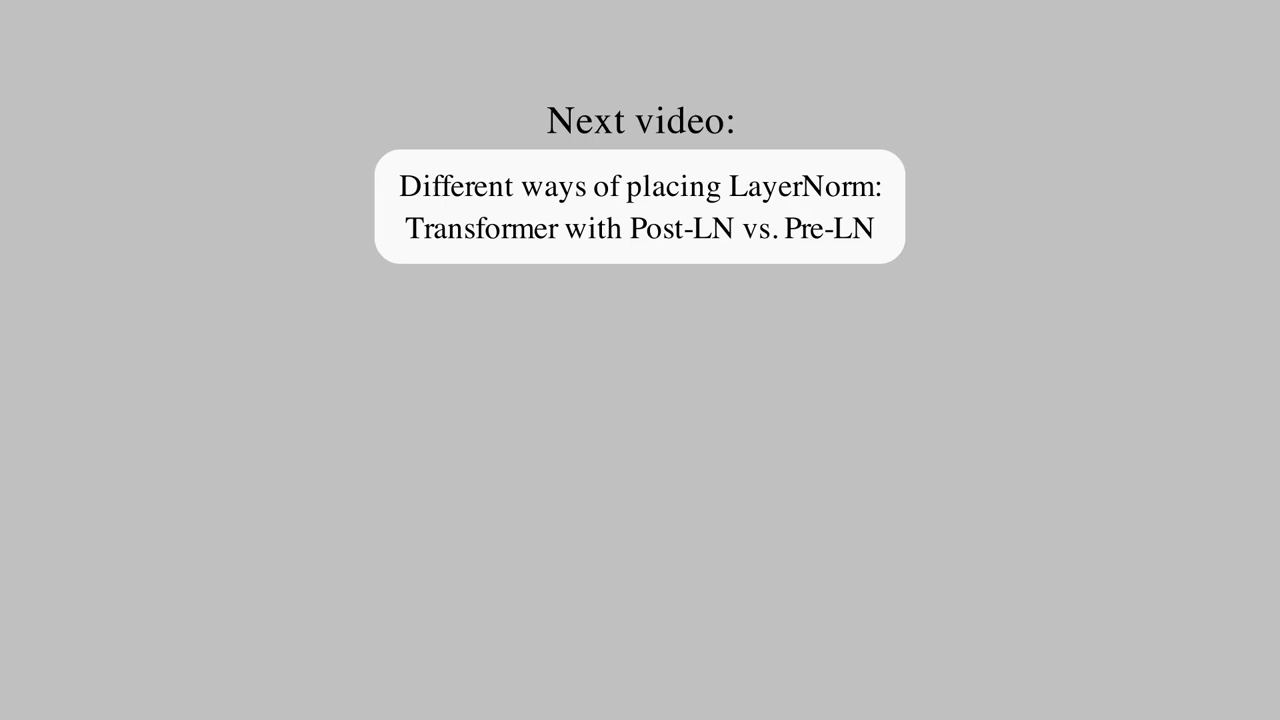 Next video:
Different ways of placing LayerNorm:
Transformer with Post-LN vs. Pre-LN